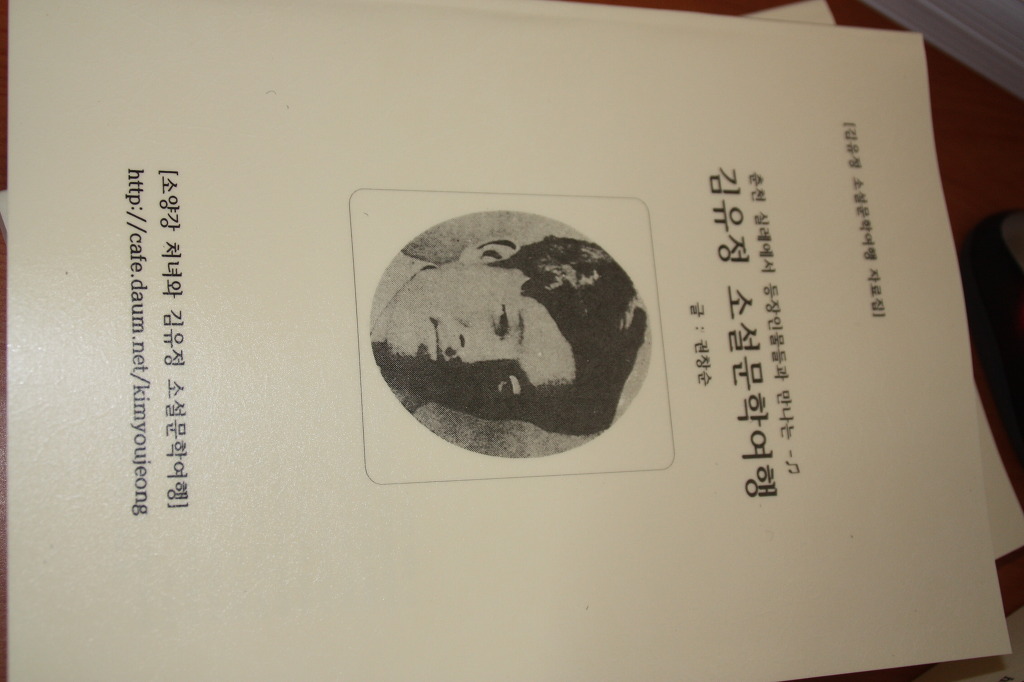 [김유정 소설문학여행 자료집]
춘천 실레에서 등장인물들과 만나는 -♫
김유정 소설문학여행
글 : 권창순
[소양강 처녀와 김유정 소설문학여행]
http://cafe.daum.net/kimyoujeong